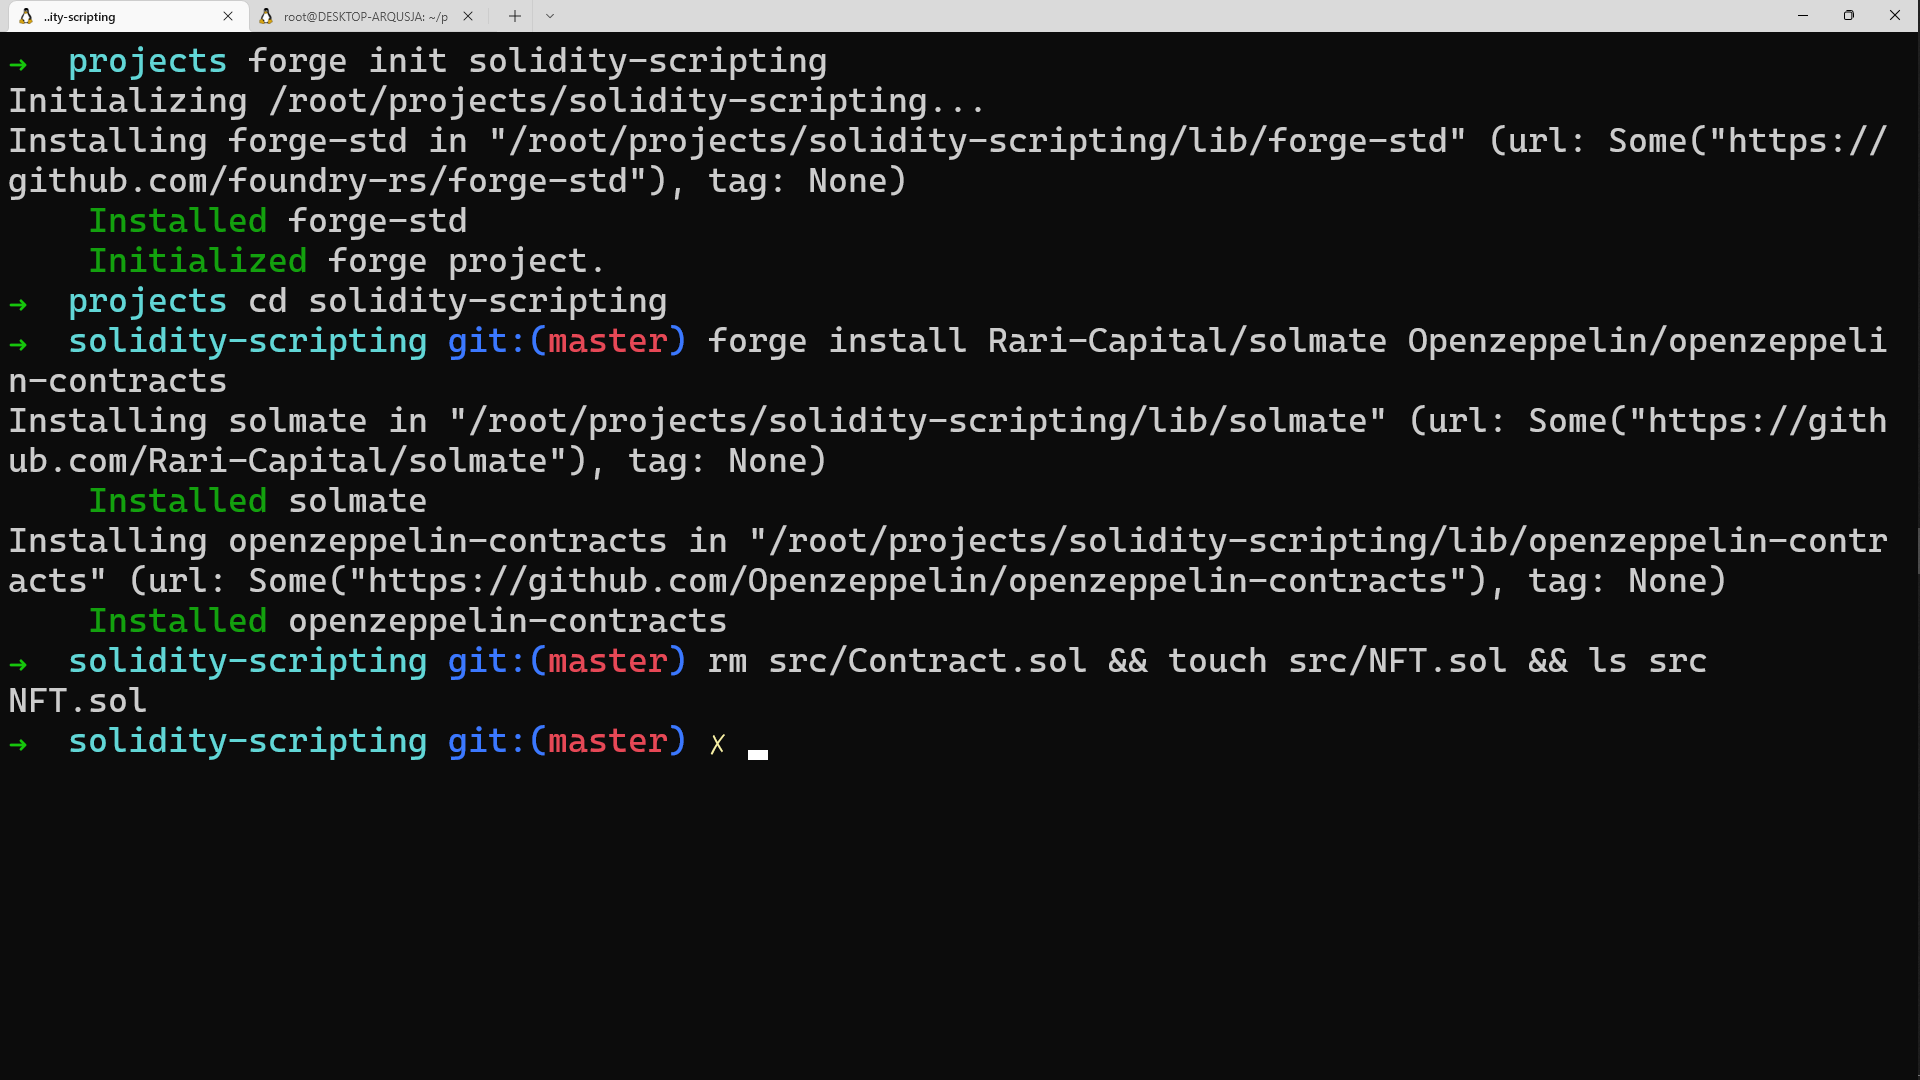 ..ity-scripting
root@DESKTOP-ARQUSJA: ~/p
→ projects forge init solidity-scripting
Initializing /root/projects/solidity-scripting...
Installing forge-std in "/root/projects/solidity-scripting/lib/forge-std" (url: Some("https://
github.com/foundry-rs/forge-std"), tag: None)
Installed forge-std
Initialized forge project.
→ projects cd solidity-scripting
→ solidity-scripting git:(master) forge install Rari-Capital/solmate Openzeppelin/openzeppeli
n-contracts
Installing solmate in "/root/projects/solidity-scripting/lib/solmate" (url: Some("https://gith
ub.com/Rari-Capital/solmate"), tag: None)
Installed solmate
Installing openzeppelin-contracts in "/root/projects/solidity-scripting/lib/openzeppelin-contr
acts" (url: Some("https://github.com/Openzeppelin/openzeppelin-contracts"), tag: None)
Installed openzeppelin-contracts
→ solidity-scripting git:(master) rm src/Contract.sol && touch src/NFT.sol && ls src
NFT.sol
→ solidity-scripting git:(master) ✗